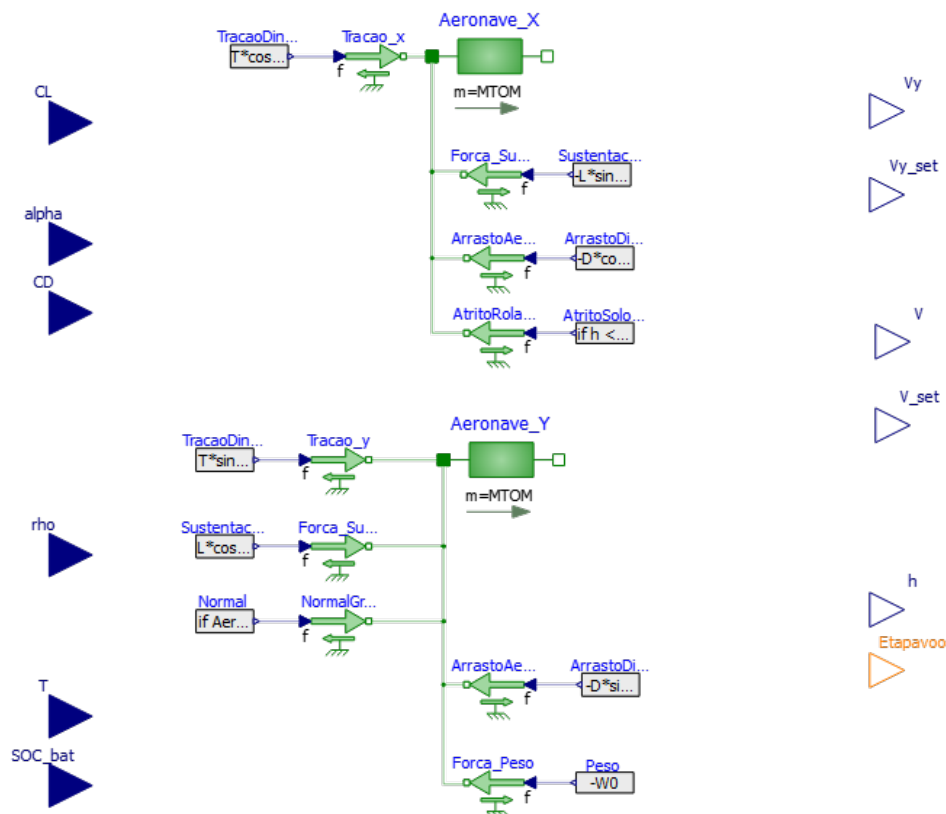 Aeronave_X
TracaoDin...
Tracao_x
T*cos...
f
m=MTOM
CL
Vy
Forca_Su...
Sustentac...
-L*sin...
f
Vy_set
alpha
ArrastoAe...
ArrastoDi...
-D*co...
f
CD
AtritoRola...
AtritoSolo...
if h <...
f
V
V_set
Aeronave_Y
TracaoDin...
Tracao_y
T*sin...
f
m=MTOM
rho
Sustentac...
Forca_Su...
L*cos...
f
h
Normal
NormalGr...
if Aer...
f
Etapavoo
ArrastoAe...
ArrastoDi...
-D*si...
f
T
SOC_bat
Forca_Peso
Peso
-W0
f